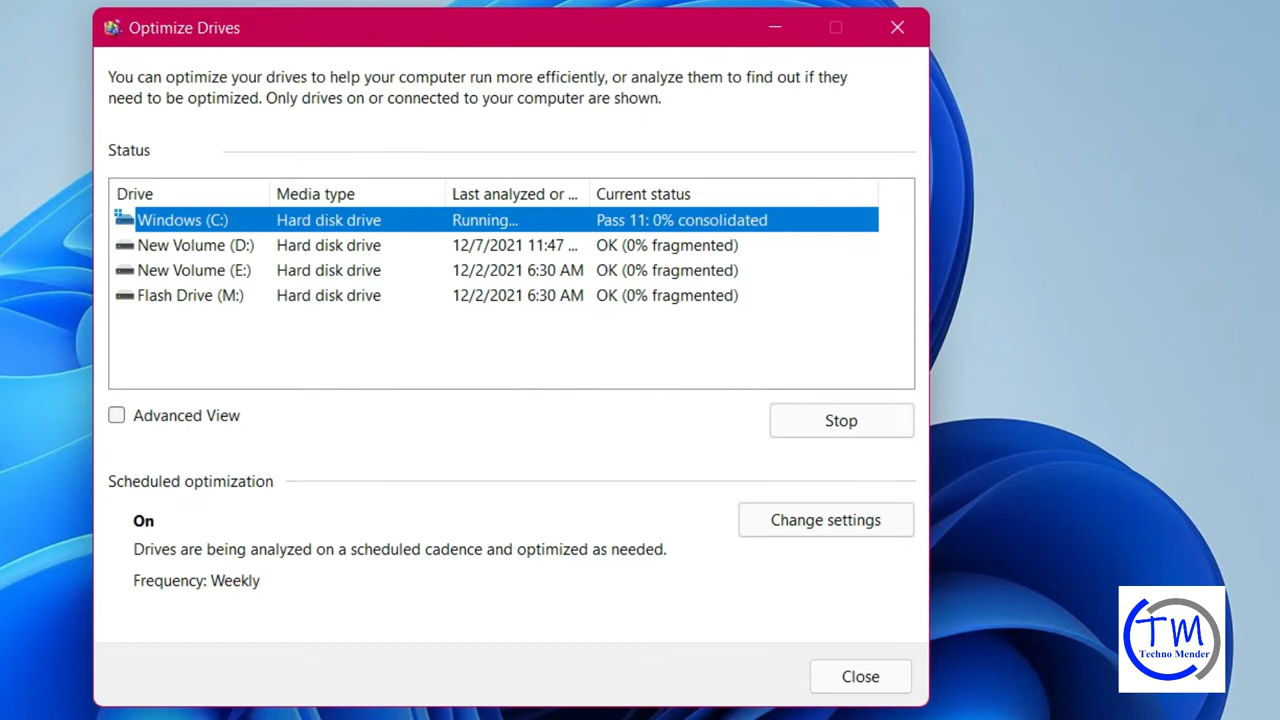 Optimize Drives
You can optimize your drives to help your computer run more efficiently, or analyze them to find out if they
need to be optimized. Only drives on or connected to your computer are shown.
Status
Drive Media type Last analyzed or ... Current status
Windows (C:) Hard disk drive Running... Pass 11: 0% consolidated
New Volume (D:) Hard disk drive 12/7/2021 11:47 ... OK (0% fragmented)
New Volume (E:) Hard disk drive 12/2/2021 6:30 AM OK (0% fragmented)
Flash Drive (M:) Hard disk drive 12/2/2021 6:30 AM OK (0% fragmented)
Advanced View
Stop
Scheduled optimization
On
Change settings
Drives are being analyzed on a scheduled cadence and optimized as needed.
Frequency: Weekly
Close
TM
Techno Mender